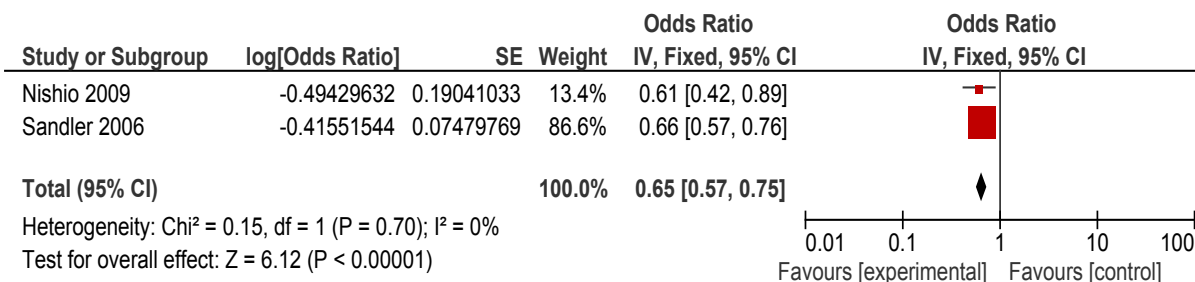 Odds Ratio Odds Ratio
Study or Subgroup log[Odds Ratio] SE Weight IV, Fixed, 95% CI IV, Fixed, 95% CI
Nishio 2009 -0.49429632 0.19041033 13.4% 0.61 [0.42, 0.89]
Sandler 2006 -0.41551544 0.07479769 86.6% 0.66 [0.57, 0.76]
Total (95% CI) 100.0% 0.65 [0.57, 0.75]
Heterogeneity: Chi² = 0.15, df = 1 (P = 0.70); I² = 0%
Test for overall effect: Z = 6.12 (P < 0.00001)
0.01 0.1 1 10 100
Favours [experimental] Favours [control]